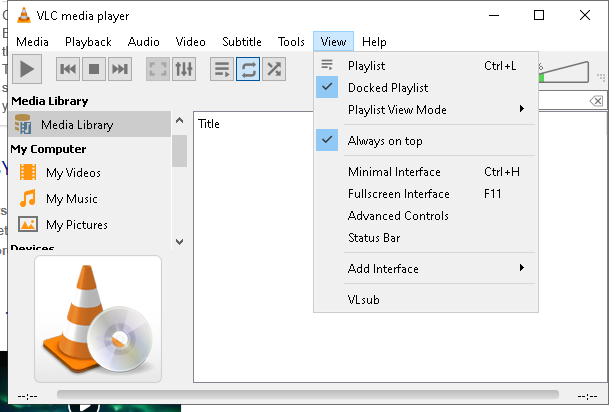 VLC media player
Media Playback Audio Video Subtitle Tools View Help
Media Library
Media Library
My Computer
My Videos
My Music
My Pictures
Devices
Title
Playlist Ctrl+L
Docked Playlist
Playlist View Mode
Always on top
Minimal Interface Ctrl+H
Fullscreen Interface F11
Advanced Controls
Status Bar
Add Interface
VLsub
%
--:--
--:--